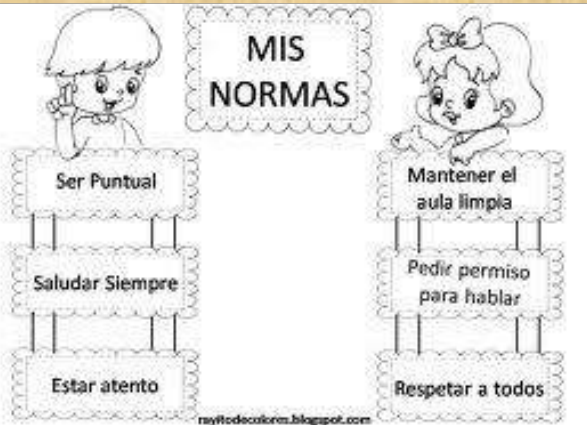 MIS
NORMAS
Ser Puntual
Saludar Siempre
Estar atento
Mantener el
aula limpia
Pedir permiso
para hablar
Respetar a todos
rayitodecolores.blogspot.com